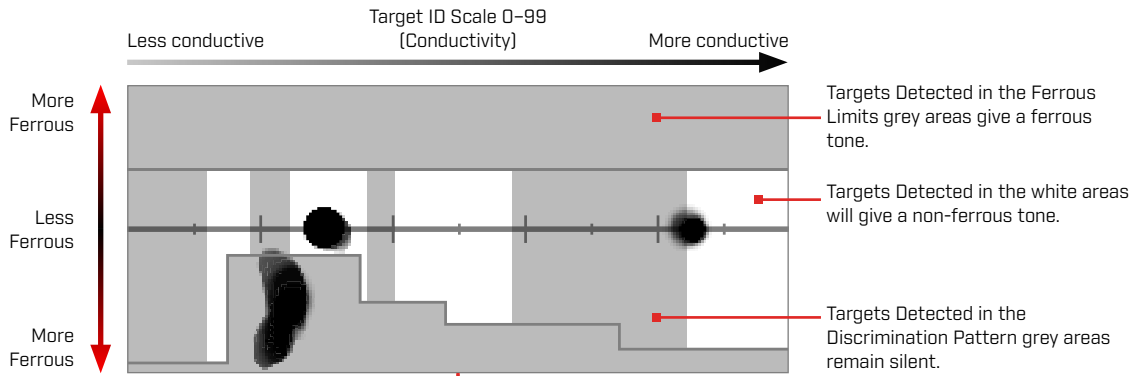 Target ID Scale 0–99
Less conductive
(Conductivity)
More conductive
More
Ferrous
Less
Ferrous
More
Ferrous
Targets Detected in the Ferrous
Limits grey areas give a ferrous
tone.
Targets Detected in the white areas
will give a non-ferrous tone.
Targets Detected in the
Discrimination Pattern grey areas
remain silent.